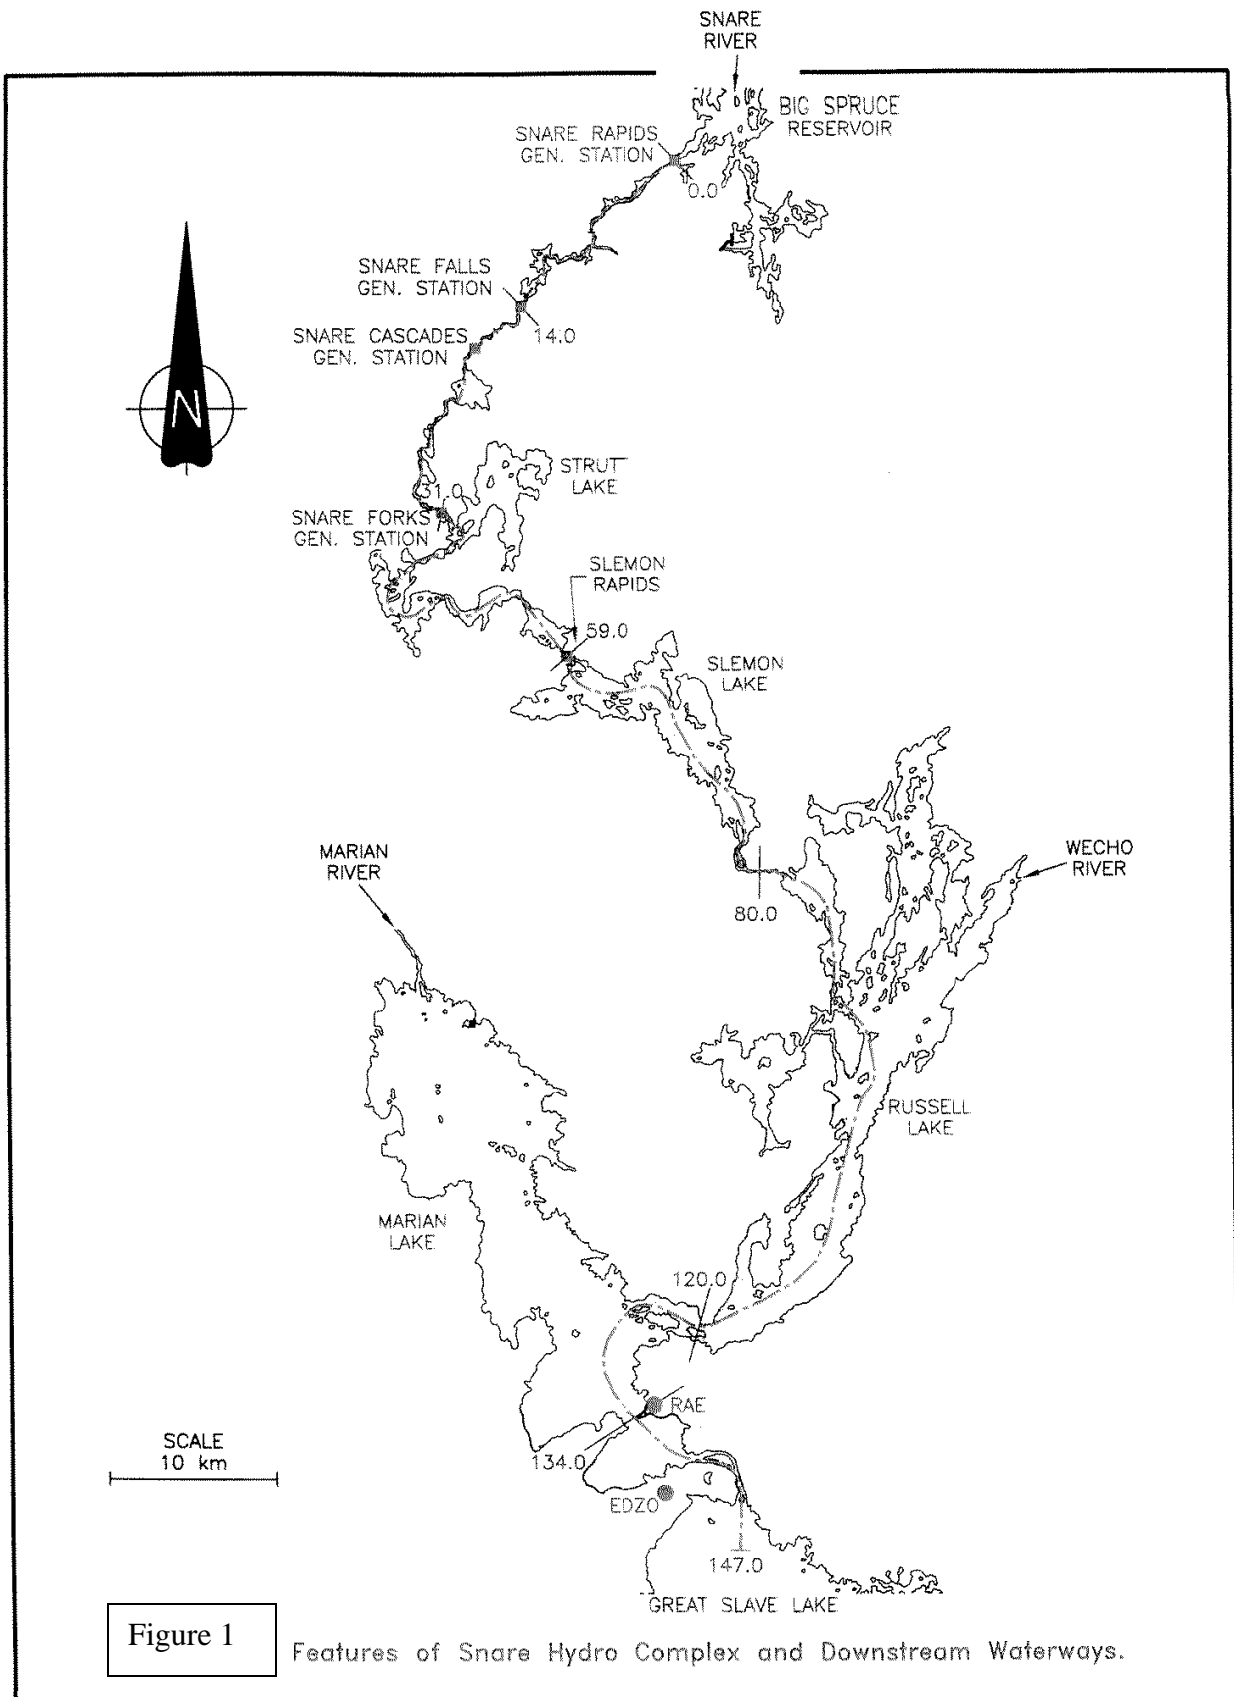 SNARE
RIVER
BIG SPRUCE
RESERVOIR
SNARE RAPIDS
GEN. STATION
0.0
SNARE FALLS
GEN. STATION
14.0
SNARE CASCADES
GEN. STATION
N
STRUT
LAKE
31.0
SNARE FORKS
GEN. STATION
SLEMON
RAPIDS
59.0
SLEMON
LAKE
MARIAN
RIVER
WECHO
RIVER
80.0
RUSSELL
LAKE
MARIAN
LAKE
120.0
RAE
SCALE
10 km
134.0
EDZO
147.0
GREAT SLAVE LAKE
Figure 1
Features of Snare Hydro Complex and Downstream Waterways.